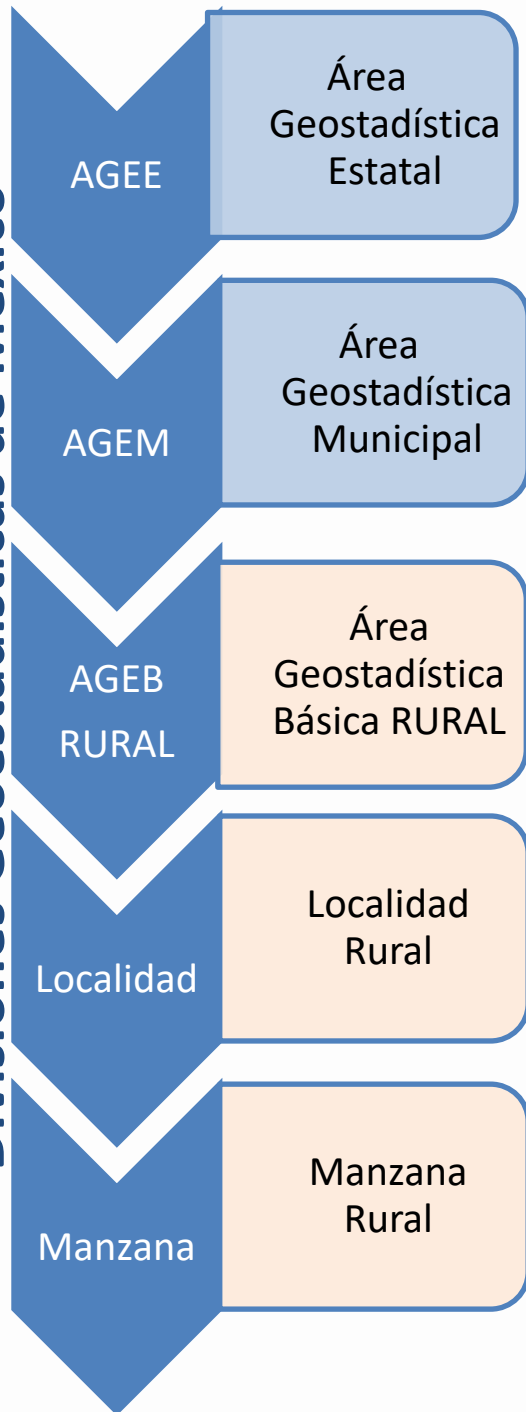 AGEE
Área
Geostadística
Estatal
AGEM
Área
Geostadística
Municipal
AGEB
RURAL
Área
Geostadística
Básica RURAL
Localidad
Localidad
Rural
Manzana
Manzana
Rural